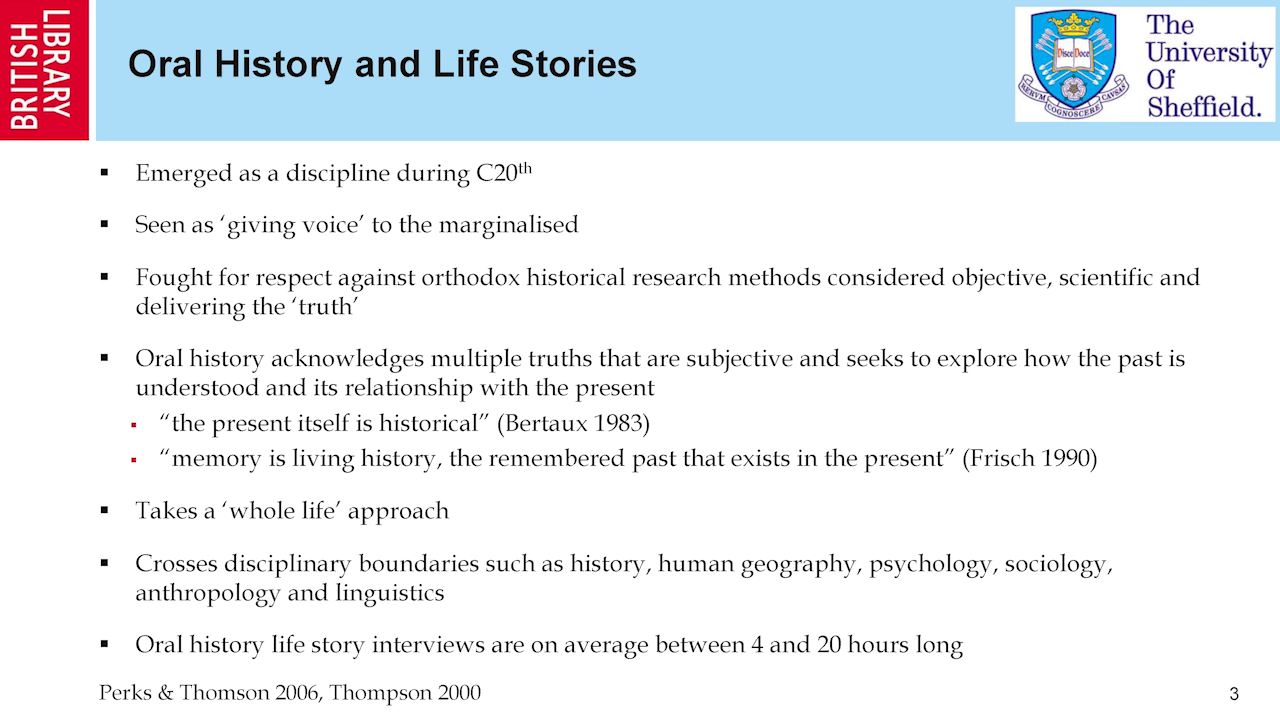 BRITISH
LIBRARY
Oral History and Life Stories
Disce Doce
RERVM COGNOSCERE CAVSAS
The
University
Of
Sheffield.
▪ Emerged as a discipline during C20th
▪ Seen as ‘giving voice’ to the marginalised
▪ Fought for respect against orthodox historical research methods considered objective, scientific and
delivering the ‘truth’
▪ Oral history acknowledges multiple truths that are subjective and seeks to explore how the past is
understood and its relationship with the present
▪ “the present itself is historical” (Bertaux 1983)
▪ “memory is living history, the remembered past that exists in the present” (Frisch 1990)
▪ Takes a ‘whole life’ approach
▪ Crosses disciplinary boundaries such as history, human geography, psychology, sociology,
anthropology and linguistics
▪ Oral history life story interviews are on average between 4 and 20 hours long
Perks & Thomson 2006, Thompson 2000
3